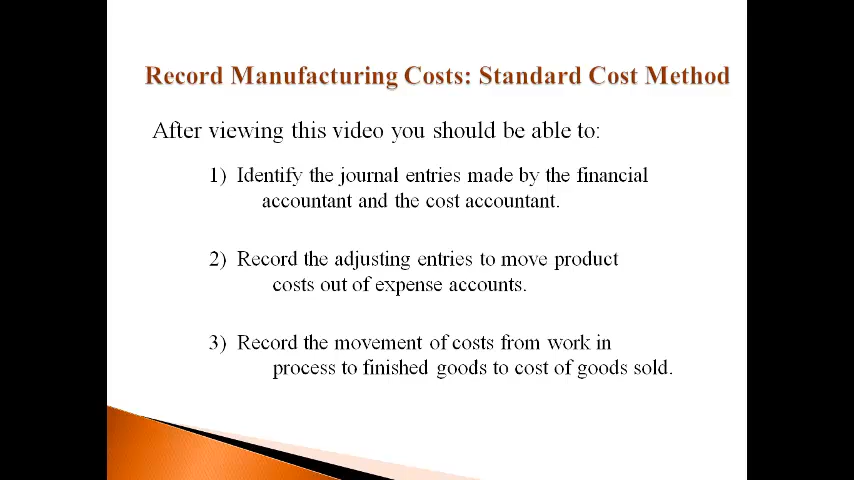 Record Manufacturing Costs: Standard Cost Method
After viewing this video you should be able to:
1) Identify the journal entries made by the financial
accountant and the cost accountant.
2) Record the adjusting entries to move product
costs out of expense accounts.
3) Record the movement of costs from work in
process to finished goods to cost of goods sold.